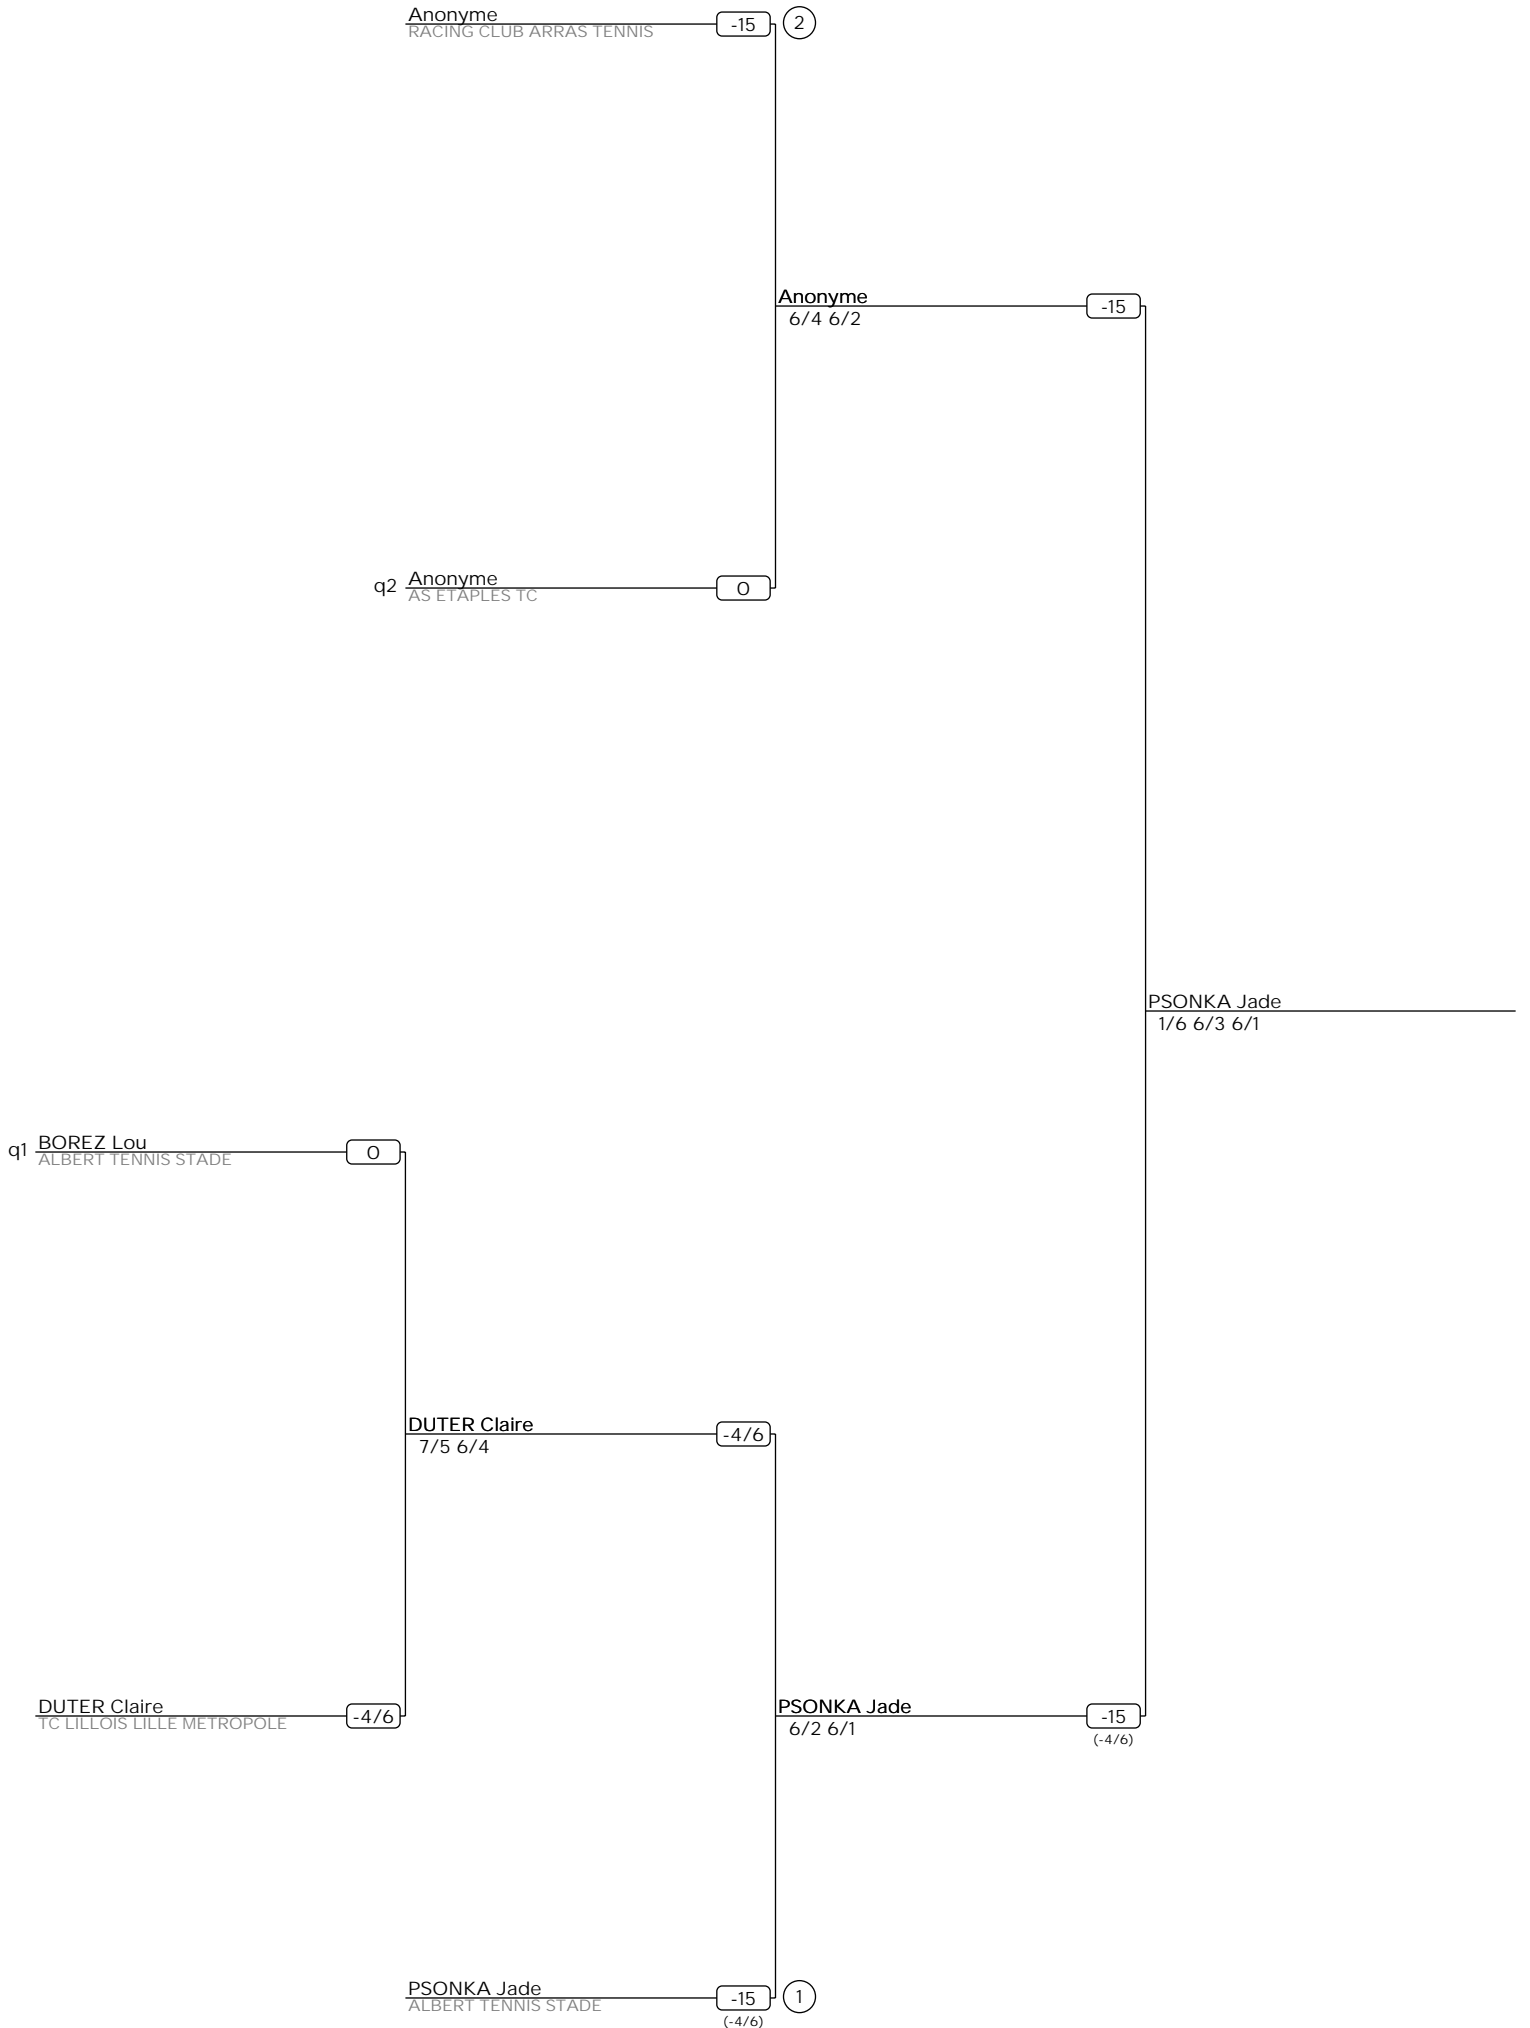 Anonyme
RACING CLUB ARRAS TENNIS
-15
2
Anonyme
6/4 6/2
-15
q2 Anonyme
AS ETAPLES TC
0
PSONKA Jade
1/6 6/3 6/1
q1 BOREZ Lou
ALBERT TENNIS STADE
0
DUTER Claire
7/5 6/4
-4/6
DUTER Claire
TC LILLOIS LILLE METROPOLE
-4/6
PSONKA Jade
6/2 6/1
-15
(-4/6)
PSONKA Jade
ALBERT TENNIS STADE
-15
(-4/6)
1